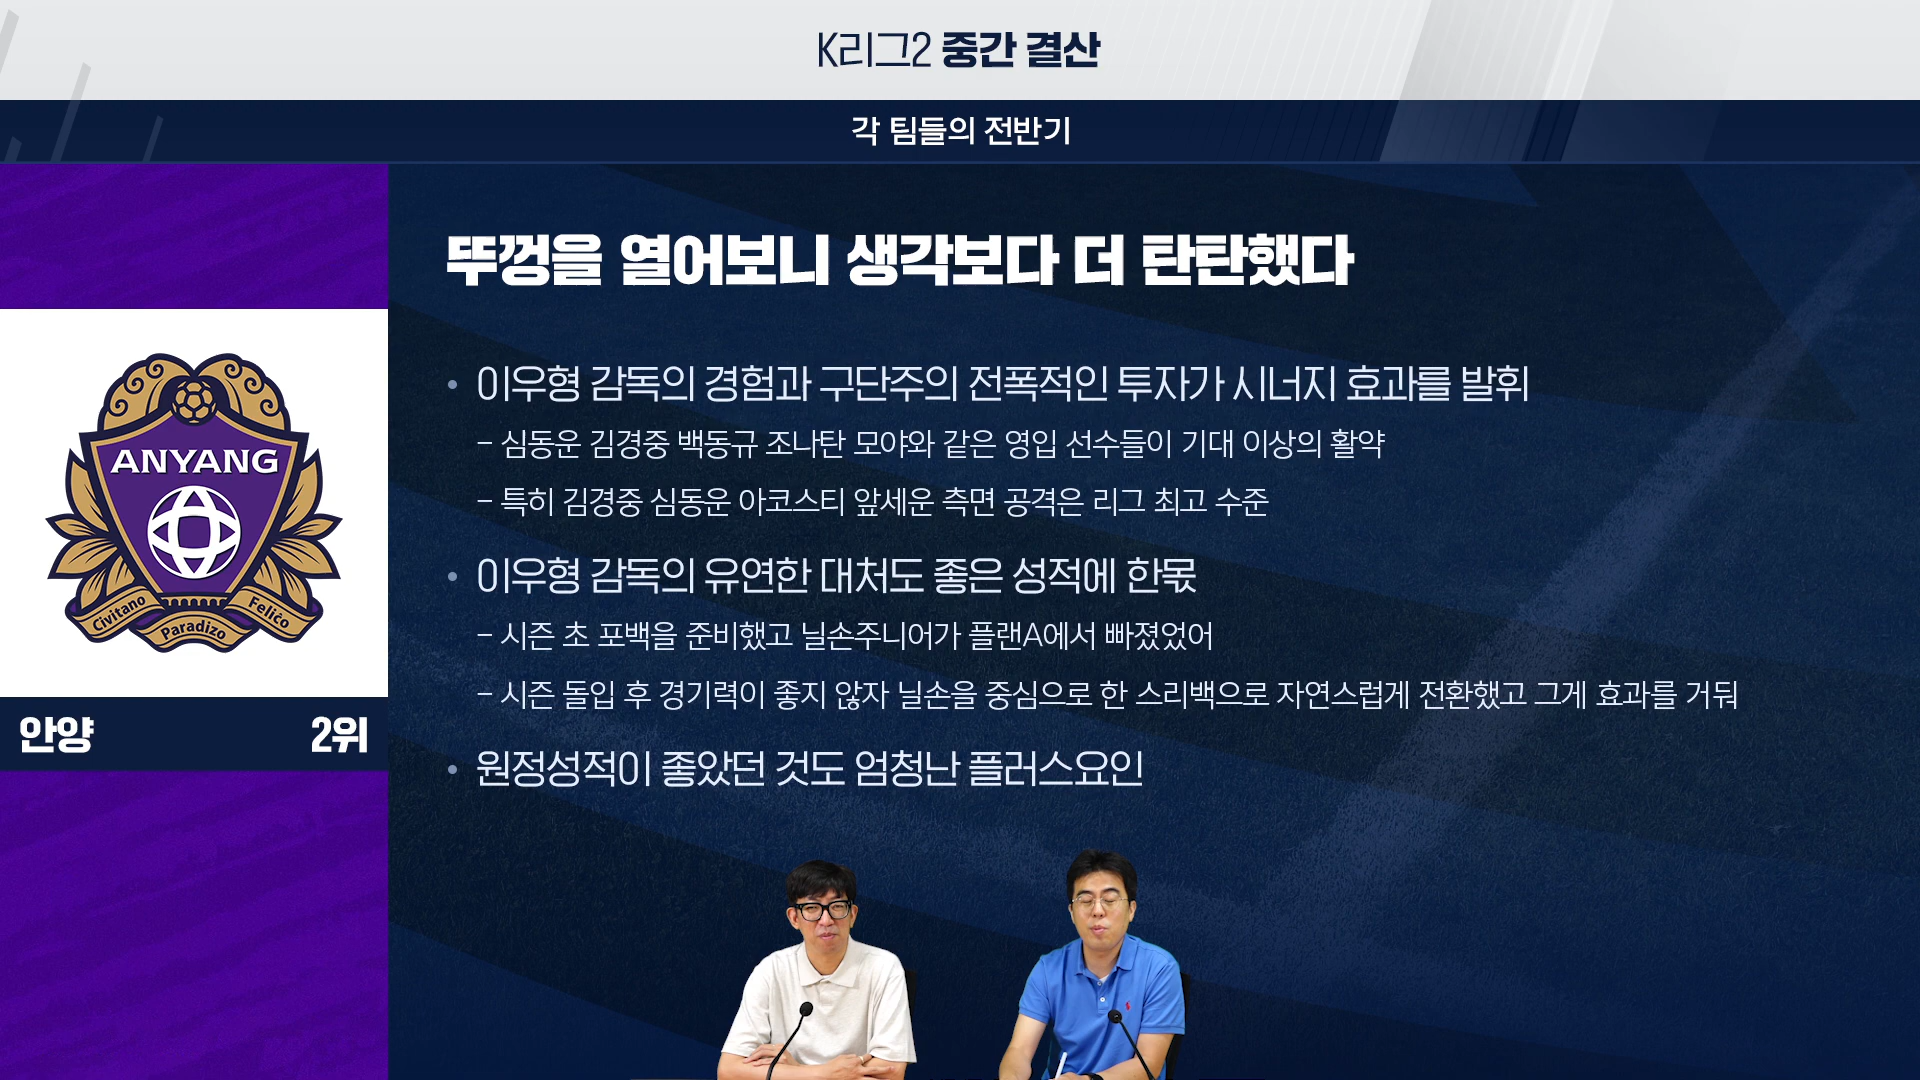 K리그2 중간 결산
각 팀들의 전반기
뚜껑을 열어보니 생각보다 더 탄탄했다
• 이우형 감독의 경험과 구단주의 전폭적인 투자가 시너지 효과를 발휘
- 심동운 김경중 백동규 조나탄 모야와 같은 영입 선수들이 기대 이상의 활약
- 특히 김경중 심동운 아코스티 앞세운 측면 공격은 리그 최고 수준
• 이우형 감독의 유연한 대처도 좋은 성적에 한몫
- 시즌 초 포백을 준비했고 닐손주니어가 플랜A에서 빠졌었어
- 시즌 돌입 후 경기력이 좋지 않자 닐손을 중심으로 한 스리백으로 자연스럽게 전환했고 그게 효과를 거둬
• 원정성적이 좋았던 것도 엄청난 플러스요인
ANYANG
Civitano
Paradizo
Feliĉo
안양 2위